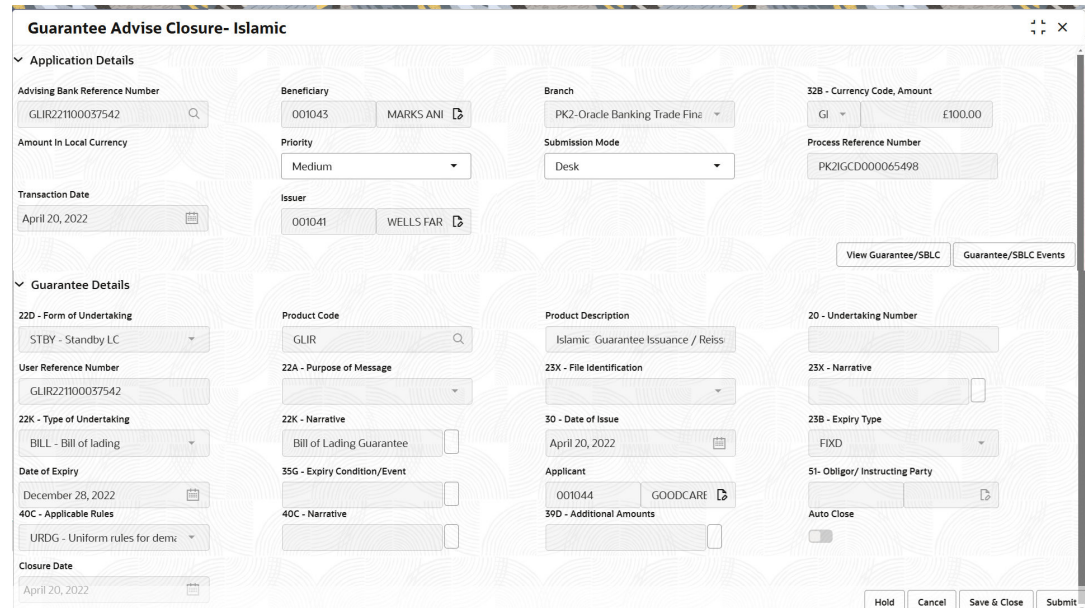 Guarantee Advise Closure- Islamic
Application Details
Advising Bank Reference Number Beneficiary Branch 32B - Currency Code, Amount
GLIR221100037542 001043 MARKS ANI PK2-Oracle Banking Trade Fina GI £100.00
Amount In Local Currency Priority Submission Mode Process Reference Number
Medium Desk PK2IGCD000065498
Transaction Date Issuer
April 20, 2022 001041 WELLS FAR
View Guarantee/SBLC Guarantee/SBLC Events
Guarantee Details
22D - Form of Undertaking Product Code Product Description 20 - Undertaking Number
STBY - Standby LC GLIR Islamic Guarantee Issuance / Reiss
User Reference Number 22A - Purpose of Message 23X - File Identification 23X - Narrative
GLIR221100037542
22K - Type of Undertaking 22K - Narrative 30 - Date of Issue 23B - Expiry Type
BILL - Bill of lading Bill of Lading Guarantee April 20, 2022 FIXD
Date of Expiry 35G - Expiry Condition/Event Applicant 51- Obligor/ Instructing Party
December 28, 2022 001044 GOODCARE
40C - Applicable Rules 40C - Narrative 39D - Additional Amounts Auto Close
URDG - Uniform rules for dema
Closure Date
April 20, 2022
Hold Cancel Save & Close Submit